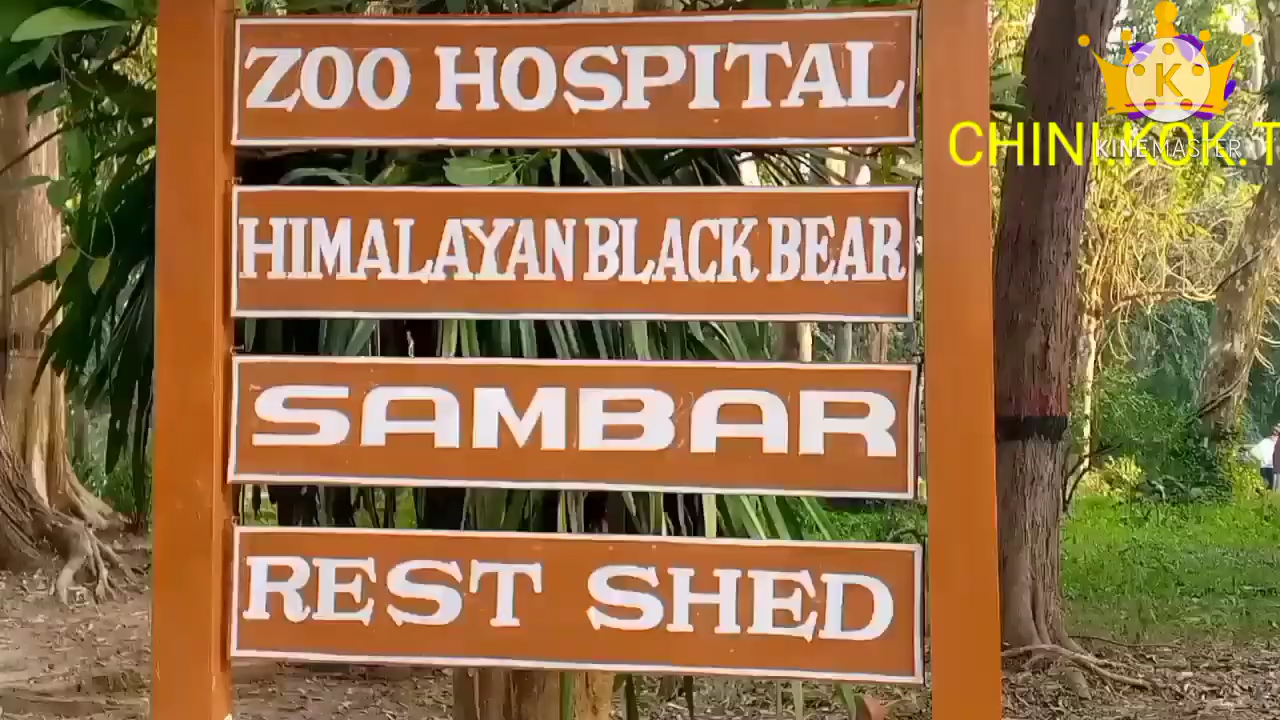 ZOO HOSPITAL
HIMALAYAN BLACK BEAR
SAMBAR
REST SHED
K
KINEMASTER
CHINI KOK.T